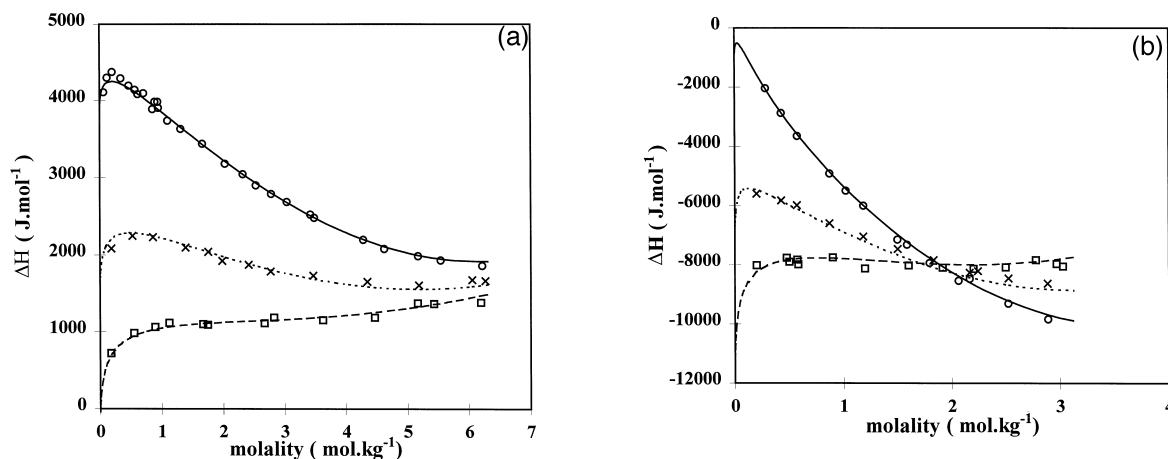 (a)
5000
4000
3000
2000
1000
0
ΔH ( J.mol⁻¹ )
0 1 2 3 4 5 6 7
molality ( mol.kg⁻¹)
(b)
0
-2000
-4000
-6000
-8000
-10000
-12000
ΔH ( J.mol⁻¹ )
0 1 2 3 4
molality ( mol.kg⁻¹)